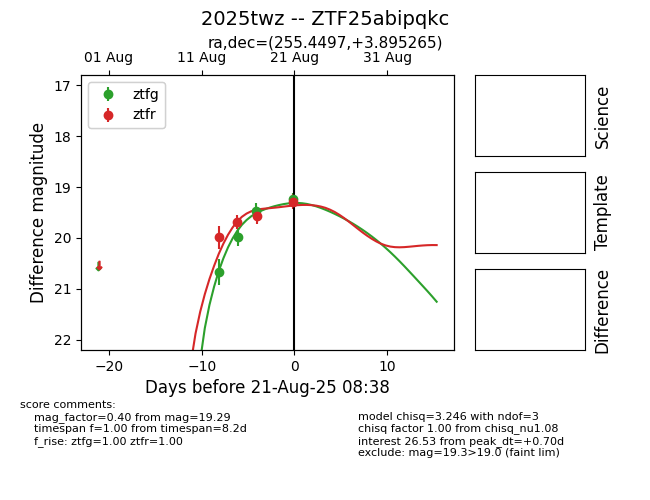 2025twz -- ZTF25abipqkc
ra,dec=(255.4497,+3.895265)
01 Aug 11 Aug 21 Aug 31 Aug
ztfg
ztfr
17
18
19
20
21
22
Difference magnitude
−20 −10 0 10
Days before 21-Aug-25 08:38
Science
Template
Difference
score comments:
mag_factor=0.40 from mag=19.29
timespan f=1.00 from timespan=8.2d
f_rise: ztfg=1.00 ztfr=1.00
model chisq=3.246 with ndof=3
chisq factor 1.00 from chisq_nu1.08
interest 26.53 from peak_dt=+0.70d
exclude: mag=19.3>19.0 (faint lim)